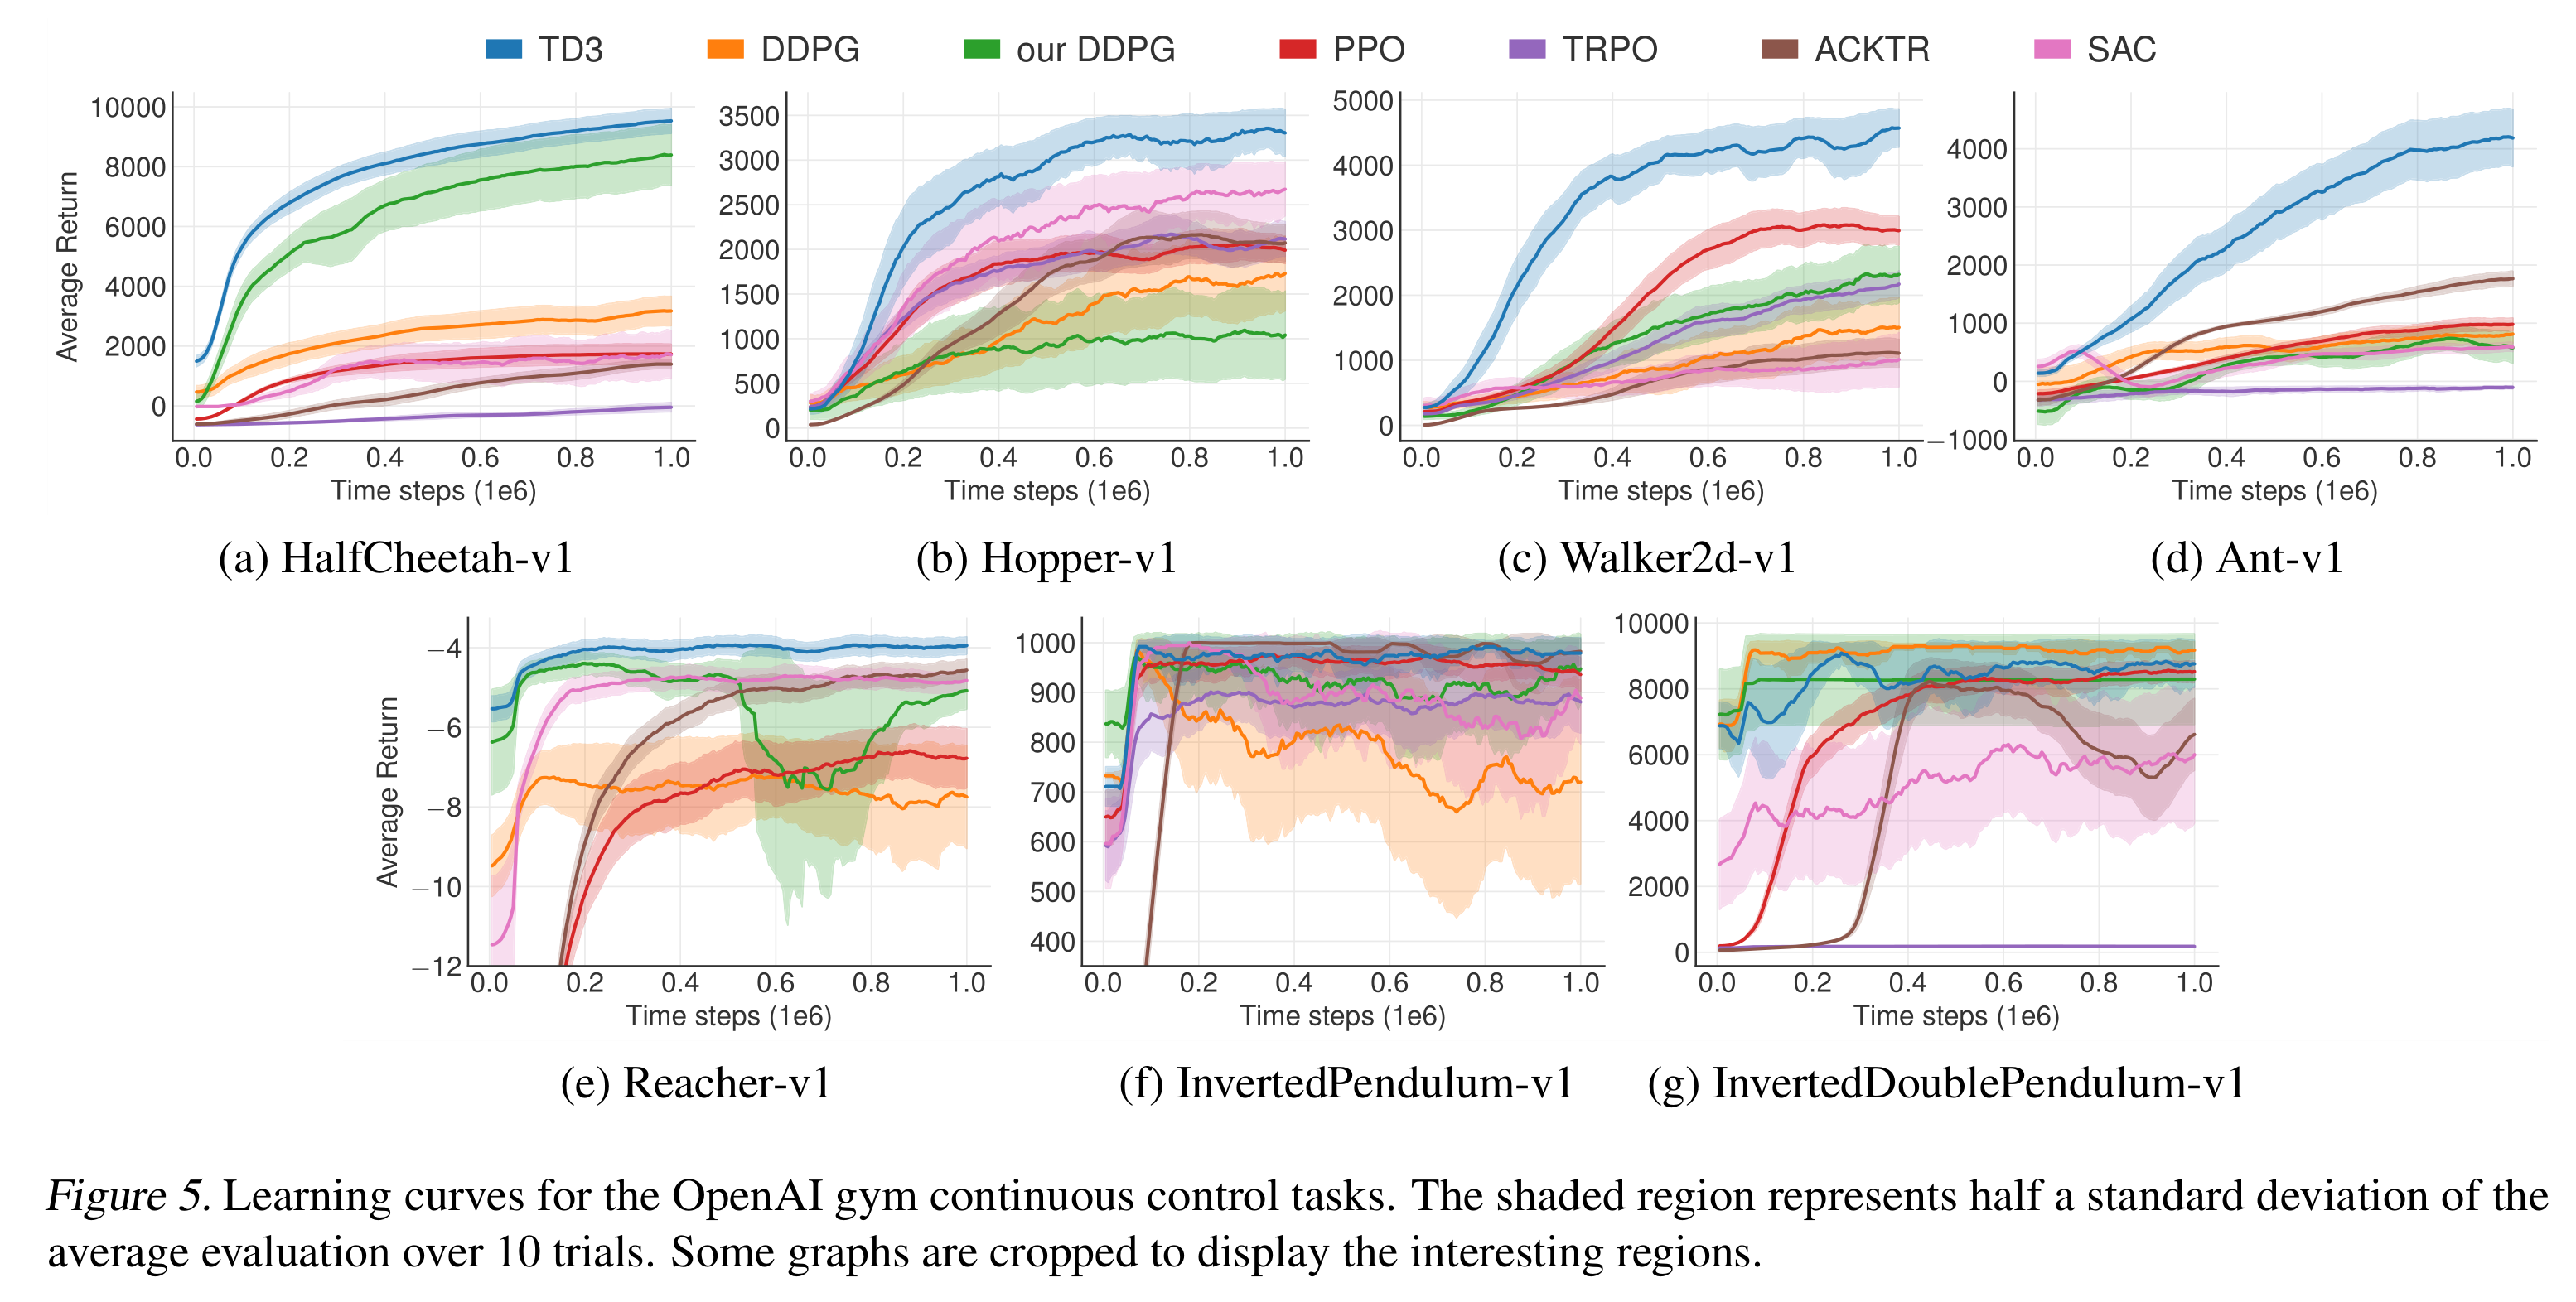 TD3 DDPG our DDPG PPO TRPO ACKTR SAC
Average Return
10000
8000
6000
4000
2000
0
0.0 0.2 0.4 0.6 0.8 1.0
Time steps (1e6)
(a) HalfCheetah-v1
3500
3000
2500
2000
1500
1000
500
0
0.0 0.2 0.4 0.6 0.8 1.0
Time steps (1e6)
(b) Hopper-v1
5000
4000
3000
2000
1000
0
0.0 0.2 0.4 0.6 0.8 1.0
Time steps (1e6)
(c) Walker2d-v1
4000
3000
2000
1000
0
−1000
0.0 0.2 0.4 0.6 0.8 1.0
Time steps (1e6)
(d) Ant-v1
Average Return
−4
−6
−8
−10
−12
0.0 0.2 0.4 0.6 0.8 1.0
Time steps (1e6)
(e) Reacher-v1
1000
900
800
700
600
500
400
0.0 0.2 0.4 0.6 0.8 1.0
Time steps (1e6)
(f) InvertedPendulum-v1
10000
8000
6000
4000
2000
0
0.0 0.2 0.4 0.6 0.8 1.0
Time steps (1e6)
(g) InvertedDoublePendulum-v1
Figure 5. Learning curves for the OpenAI gym continuous control tasks. The shaded region represents half a standard deviation of the
average evaluation over 10 trials. Some graphs are cropped to display the interesting regions.